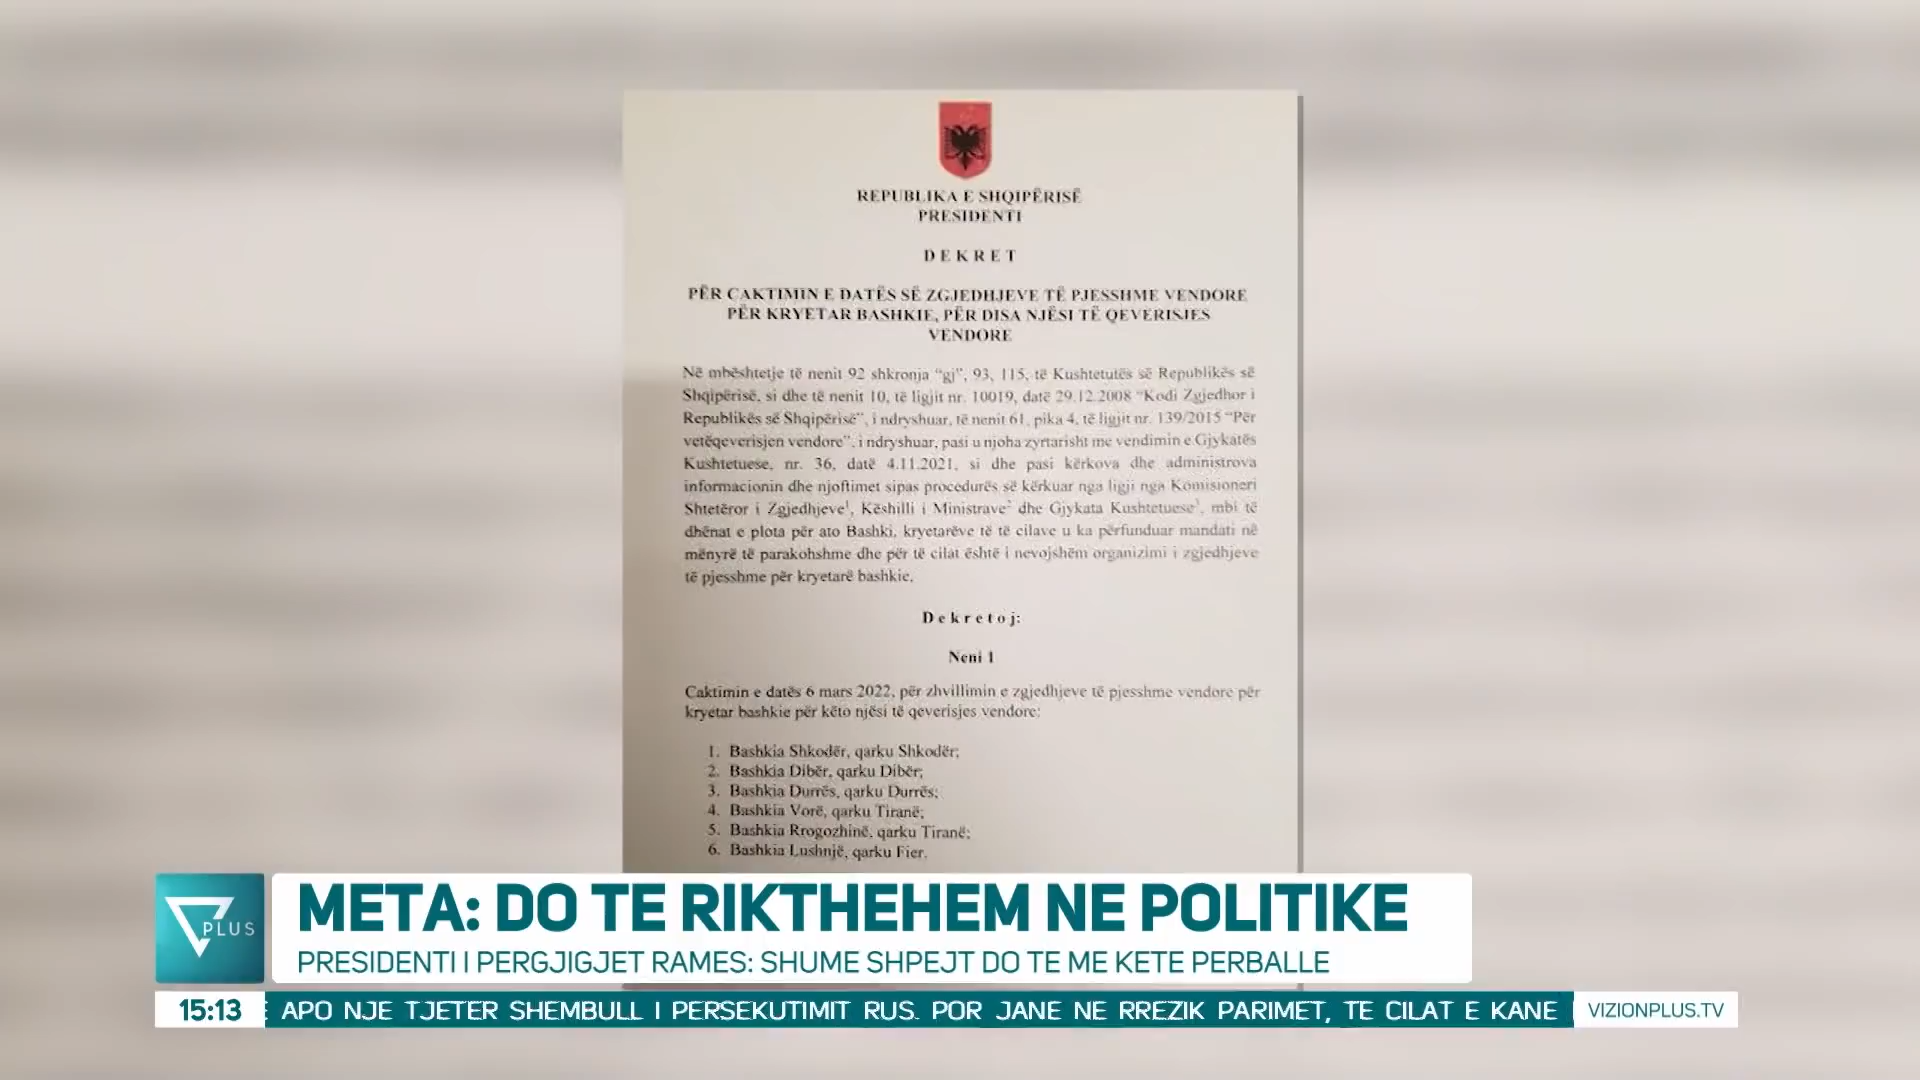 REPUBLIKA E SHQIPËRISË
PRESIDENTI
DEKRET
PËR CAKTIMIN E DATËS SË ZGJEDHJEVE TË PJESSHME VENDORE
PËR KRYETAR BASHKIE, PËR DISA NJËSI TË QEVERISJES
VENDORE
Në mbështetje të nenit 92 shkronja "gj", 93, 115, të Kushtetutës së Republikës së
Shqipërisë, si dhe të nenit 10, të ligjit nr. 10019, datë 29.12.2008 "Kodi Zgjedhor i
Republikës së Shqipërisë", i ndryshuar, të nenit 61, pika 4, të ligjit nr. 139/2015 "Për
vetëqeverisjen vendore", i ndryshuar, pasi u njoha zyrtarisht me vendimin e Gjykatës
Kushtetuese, nr. 36, datë 4.11.2021, si dhe pasi kërkova dhe administrova
informacionin dhe njoftimet sipas procedurës së kërkuar nga ligji nga Komisioneri
Shtetëror i Zgjedhjeve¹, Këshilli i Ministrave² dhe Gjykata Kushtetuese³, mbi të
dhënat e plota për ato Bashki, kryetarëve të të cilave u ka përfunduar mandati në
mënyrë të parakohshme dhe për të cilat është i nevojshëm organizimi i zgjedhjeve
të pjesshme për kryetarë bashkie,
Dekretoj:
Neni 1
Caktimin e datës 6 mars 2022, për zhvillimin e zgjedhjeve të pjesshme vendore për
kryetar bashkie për këto njësi të qeverisjes vendore:
1. Bashkia Shkodër, qarku Shkodër;
2. Bashkia Dibër, qarku Dibër;
3. Bashkia Durrës, qarku Durrës;
4. Bashkia Vorë, qarku Tiranë;
5. Bashkia Rrogozhinë, qarku Tiranë;
6. Bashkia Lushnjë, qarku Fier.
PLUS
META: DO TE RIKTHEHEM NE POLITIKE
PRESIDENTI I PERGJIGJET RAMES: SHUME SHPEJT DO TE ME KETE PERBALLE
15:13 APO NJE TJETER SHEMBULL I PERSEKUTIMIT RUS. POR JANE NE RREZIK PARIMET, TE CILAT E KANE VIZIONPLUS.TV